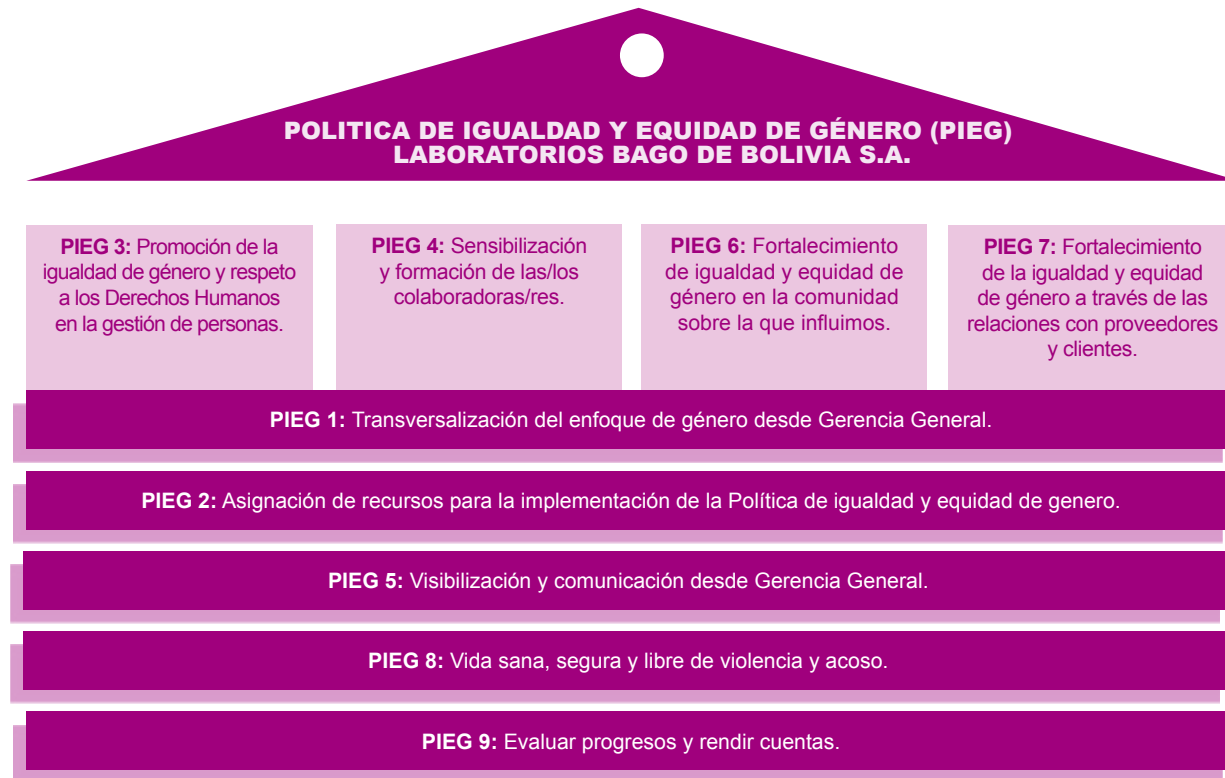 POLITICA DE IGUALDAD Y EQUIDAD DE GÉNERO (PIEG)
LABORATORIOS BAGO DE BOLIVIA S.A.
PIEG 3: Promoción de la
igualdad de género y respeto
a los Derechos Humanos
en la gestión de personas.
PIEG 4: Sensibilización
y formación de las/los
colaboradoras/res.
PIEG 6: Fortalecimiento
de igualdad y equidad de
género en la comunidad
sobre la que influimos.
PIEG 7: Fortalecimiento
de la igualdad y equidad
de género a través de las
relaciones con proveedores
y clientes.
PIEG 1: Transversalización del enfoque de género desde Gerencia General.
PIEG 2: Asignación de recursos para la implementación de la Política de igualdad y equidad de genero.
PIEG 5: Visibilización y comunicación desde Gerencia General.
PIEG 8: Vida sana, segura y libre de violencia y acoso.
PIEG 9: Evaluar progresos y rendir cuentas.